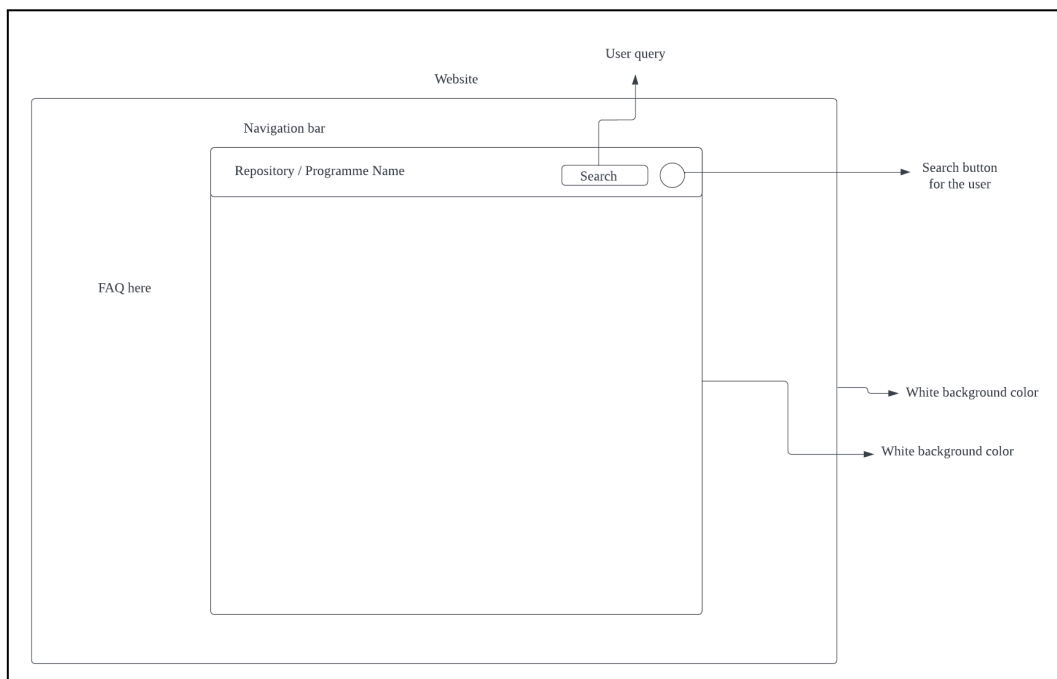 User query
Website
Navigation bar
Repository / Programme Name
Search
Search button
for the user
FAQ here
White background color
White background color